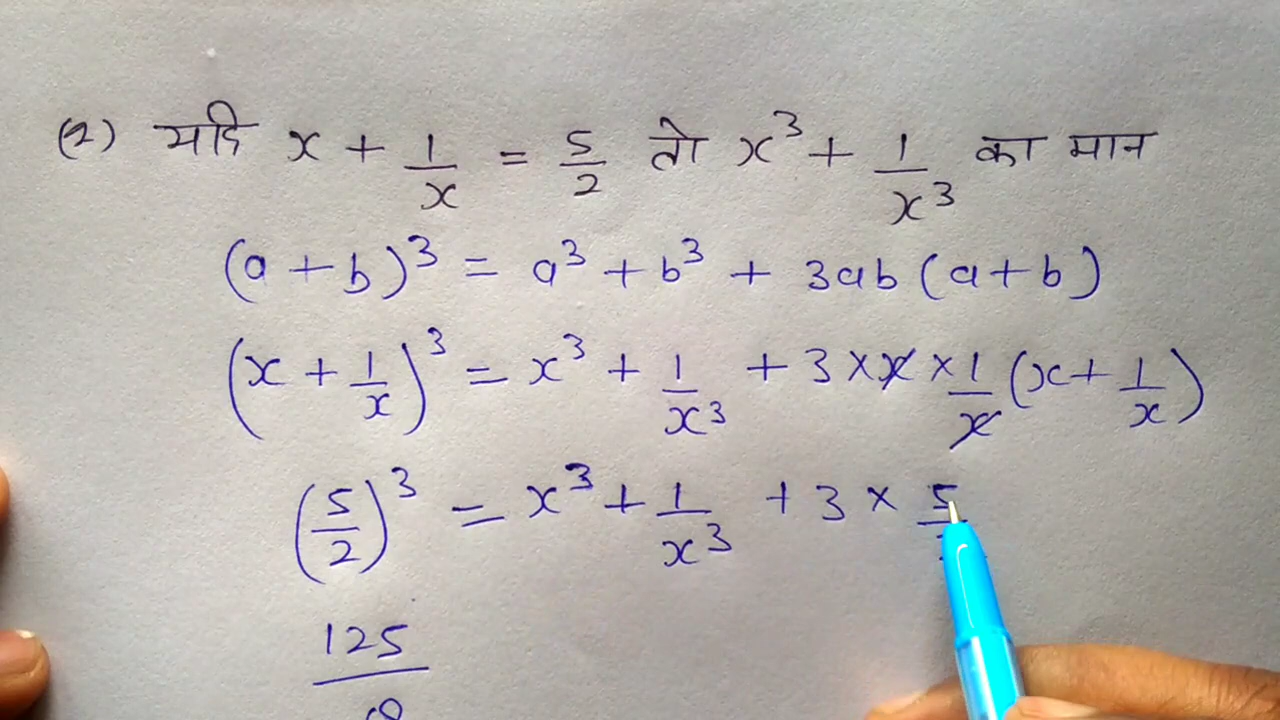 (2) यदि x + 1/x = 5/2 तो x³ + 1/x³ का मान
(a + b)³ = a³ + b³ + 3ab(a+b)
(x + 1/x)³ = x³ + 1/x³ + 3 × x × 1/x (x + 1/x)
(5/2)³ = x³ + 1/x³ + 3 × 5/
125/8